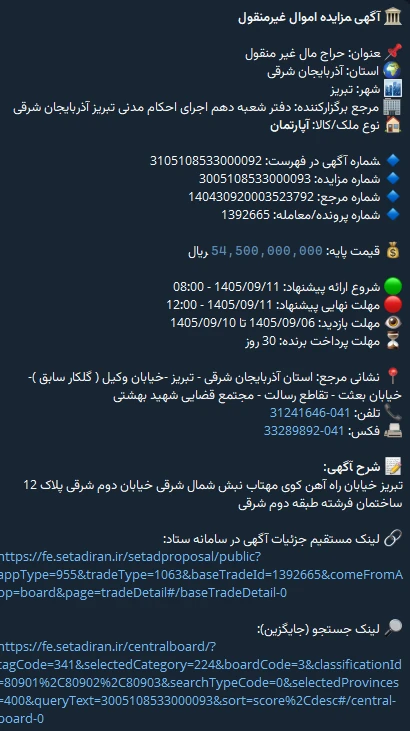 🏛 آگهی مزایده اموال غیرمنقول
📌 عنوان: حراج مال غیر منقول
🌍 استان: آذربایجان شرقی
🏙 شهر: تبریز
🏢 مرجع برگزارکننده: دفتر شعبه دهم اجرای احکام مدنی تبریز آذربایجان شرقی
🏠 نوع ملک/کالا: آپارتمان
🔹 شماره آگهی در فهرست: 3105108533000092
🔹 شماره مزایده: 3005108533000093
🔹 شماره مرجع: 140430920003523792
🔹 شماره پرونده/معامله: 1392665
💰 قیمت پایه: 54,500,000,000 ریال
🟢 شروع ارائه پیشنهاد: 1405/09/11 - 08:00
🔴 مهلت نهایی پیشنهاد: 1405/09/11 - 12:00
👁 مهلت بازدید: 1405/09/06 تا 1405/09/10
⏳ مهلت پرداخت برنده: 30 روز
📍 نشانی مرجع: استان آذربایجان شرقی - تبریز -خیابان وکیل ( گلکار سابق )-
خیابان بعثت - تقاطع رسالت - مجتمع قضایی شهید بهشتی
📞 تلفن: 041-31241646
📠 فکس: 041-33289892
📝 شرح آگهی:
تبریز خیابان راه آهن کوی مهتاب نبش شمال شرقی خیابان دوم شرقی پلاک 12
ساختمان فرشته طبقه دوم شرقی
🔗 لینک مستقیم جزئیات آگهی در سامانه ستاد:
https://fe.setadiran.ir/setadproposal/public?
appType=955&tradeType=1063&baseTradeId=1392665&comeFromA
pp=board&page=tradeDetail#/baseTradeDetail-0
🔎 لینک جستجو (جایگزین):
https://fe.setadiran.ir/centralboard/?
tagCode=341&selectedCategory=224&boardCode=3&classificationId
=80901%2C80902%2C80903&searchTypeCode=0&selectedProvinces
=400&queryText=3005108533000093&sort=score%2Cdesc#/central-
board-0